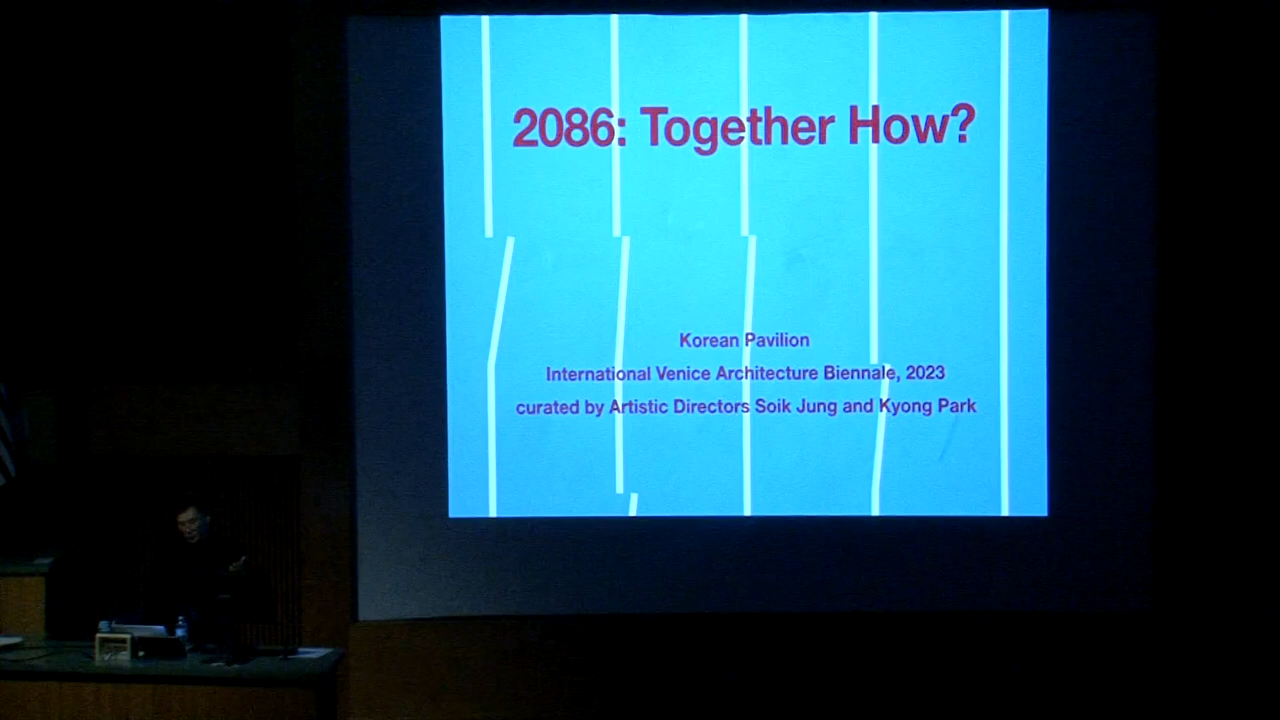 2086: Together How?
Korean Pavilion
International Venice Architecture Biennale, 2023
curated by Artistic Directors Soik Jung and Kyong Park